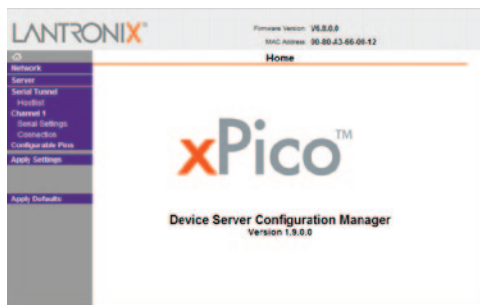 LANTRONIX®
Firmware Version: V6.8.0.0
MAC Address: 00-80-A3-66-00-12
Home
Network
Server
Serial Tunnel
Hostlist
Channel 1
Serial Settings
Connection
Configurable Pins
Apply Settings
Apply Defaults
xPico™
Device Server Configuration Manager
Version 1.9.0.0